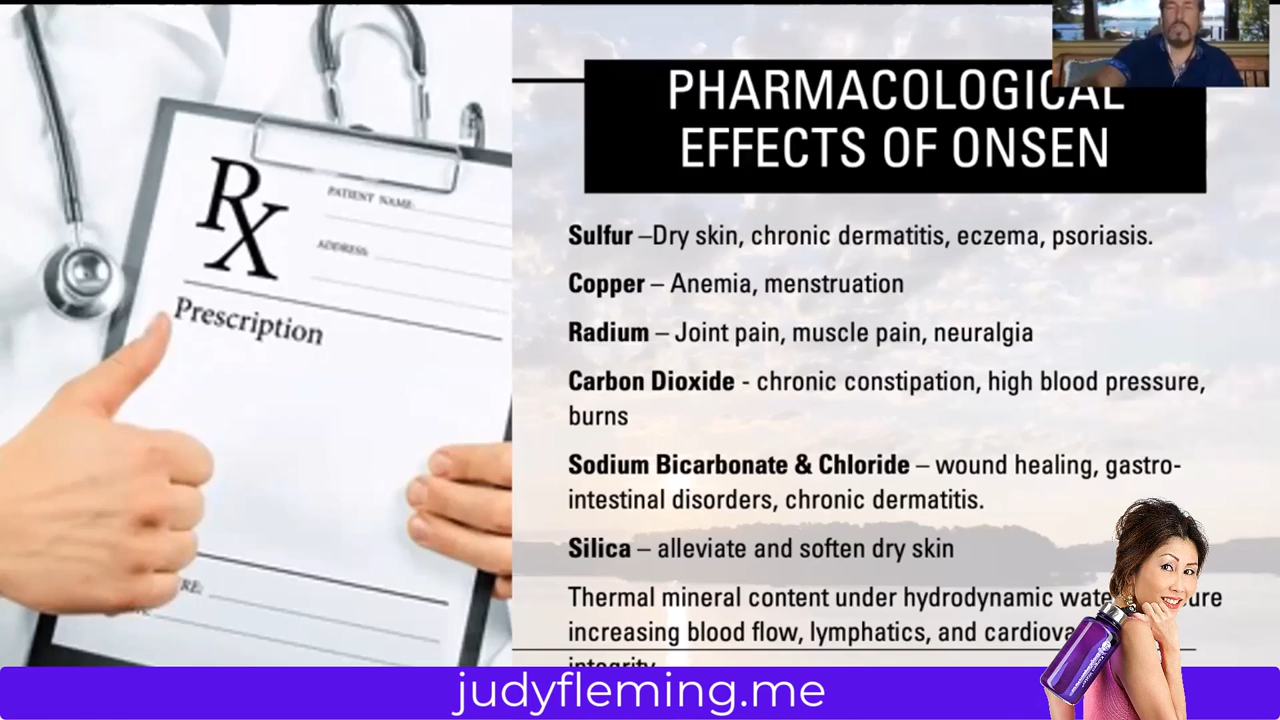 PHARMACOLOGICAL
EFFECTS OF ONSEN
RX
PATIENT NAME:
ADDRESS:
Prescription
Sulfur –Dry skin, chronic dermatitis, eczema, psoriasis.
Copper – Anemia, menstruation
Radium – Joint pain, muscle pain, neuralgia
Carbon Dioxide - chronic constipation, high blood pressure,
burns
Sodium Bicarbonate & Chloride – wound healing, gastro-
intestinal disorders, chronic dermatitis.
Silica – alleviate and soften dry skin
Thermal mineral content under hydrodynamic
increasing blood flow, lymphatics, and
integrity
judyfleming.me